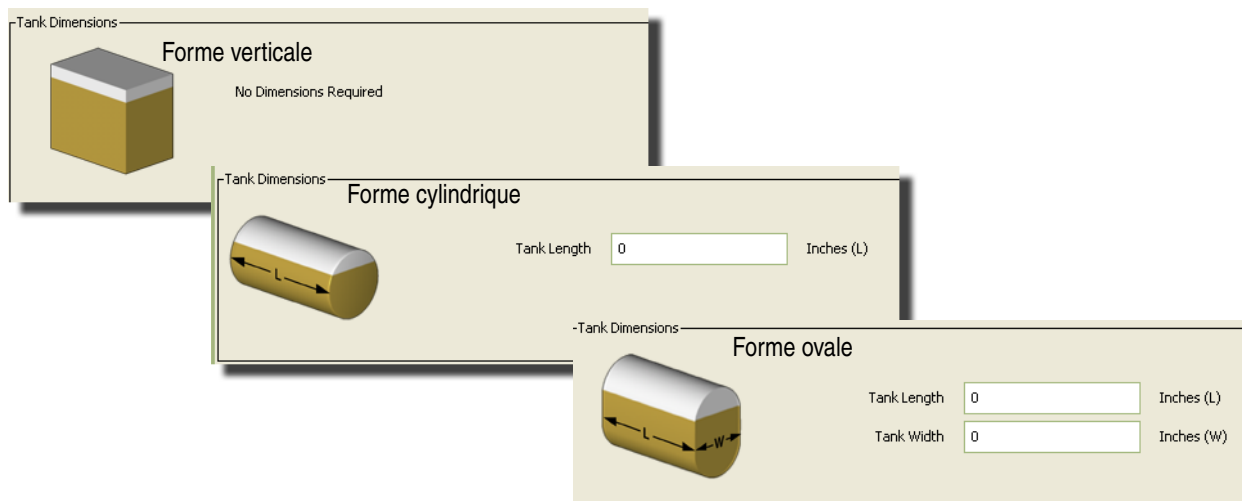 Tank Dimensions
Forme verticale
No Dimensions Required
Tank Dimensions
Forme cylindrique
Tank Length 0 Inches (L)
L
Tank Dimensions
Forme ovale
Tank Length 0 Inches (L)
Tank Width 0 Inches (W)
L W